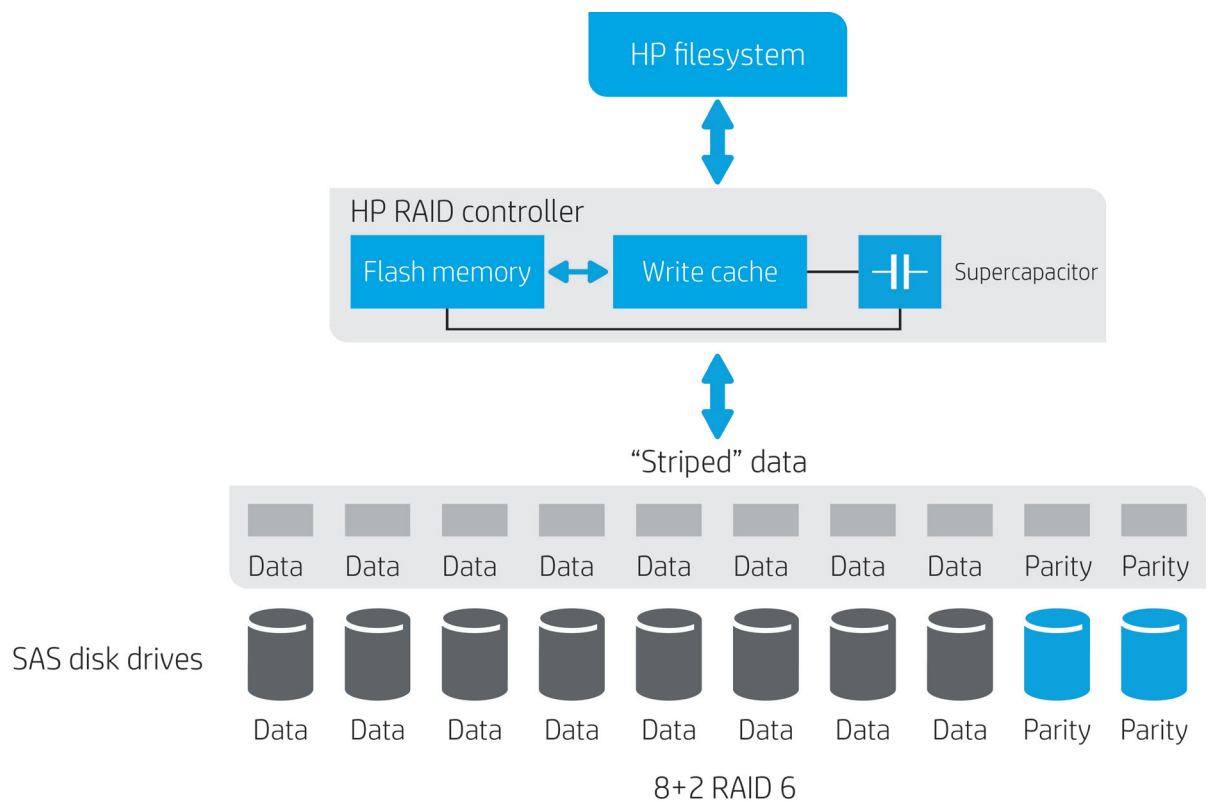 HP filesystem
HP RAID controller
Flash memory Write cache Supercapacitor
“Striped” data
Data Data Data Data Data Data Data Data Parity Parity
SAS disk drives
Data Data Data Data Data Data Data Data Parity Parity
8+2 RAID 6